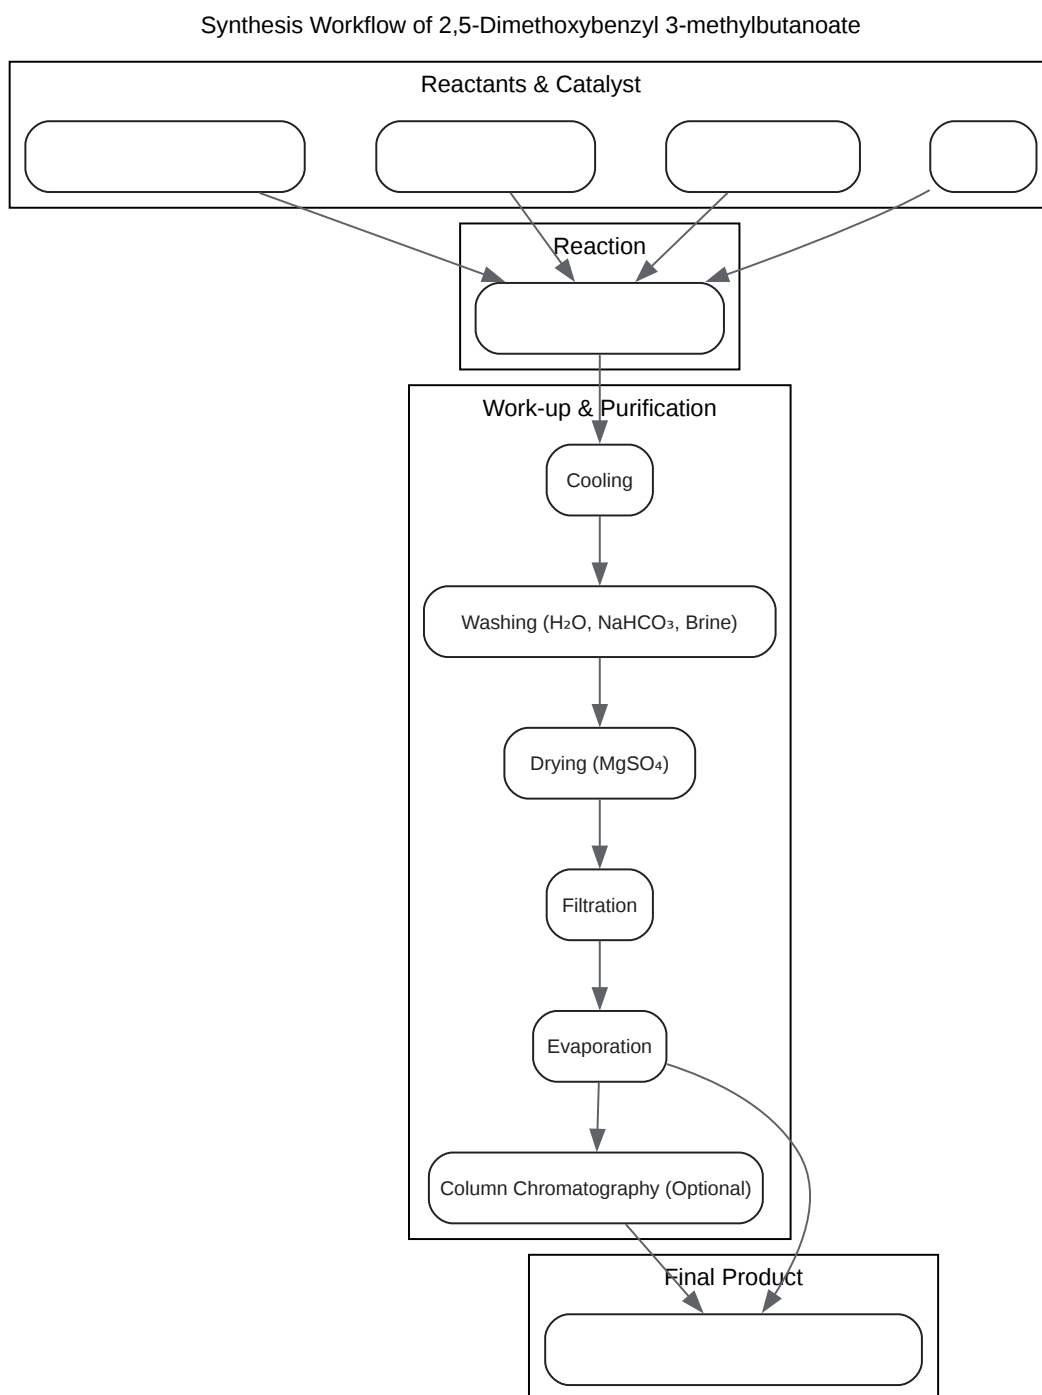 Synthesis Workflow of 2,5-Dimethoxybenzyl 3-methylbutanoate
Reactants & Catalyst
Reaction
Work-up & Purification
Cooling
Washing (H₂O, NaHCO₃, Brine)
Drying (MgSO₄)
Filtration
Evaporation
Column Chromatography (Optional)
Final Product